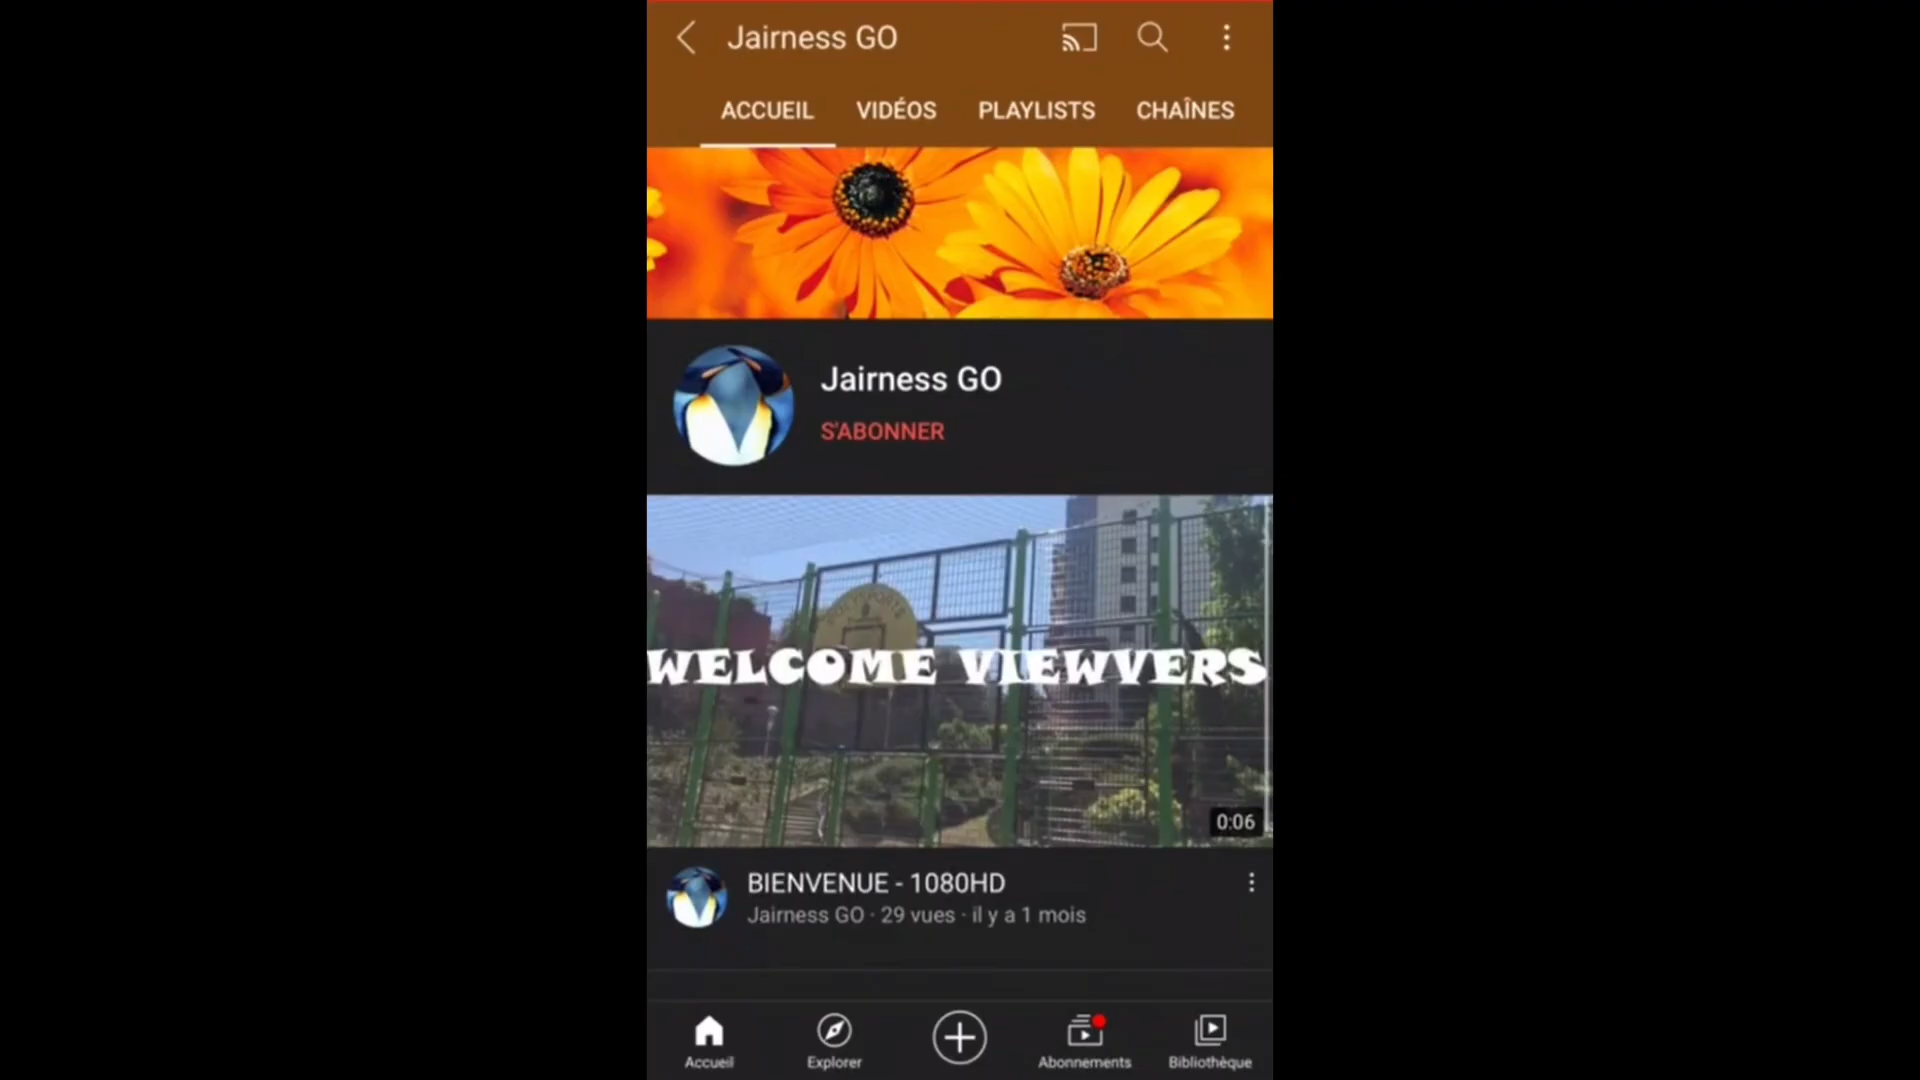 Jairness GO
ACCUEIL VIDÉOS PLAYLISTS CHAÎNES
Jairness GO
S'ABONNER
POLYSPORTS
WELCOME VIEWVERS
0:06
BIENVENUE - 1080HD
Jairness GO · 29 vues · il y a 1 mois
Accueil Explorer Abonnements Bibliothèque